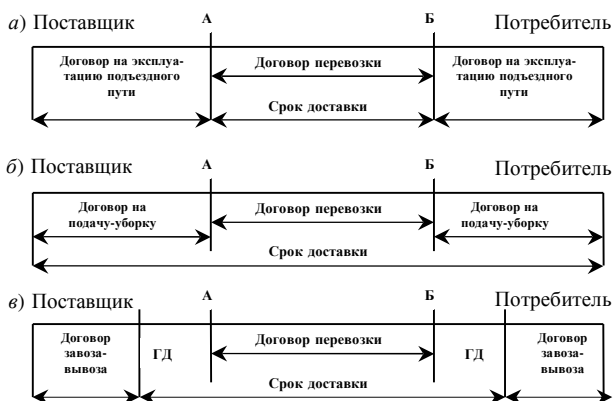 а) Поставщик А Б Потребитель
Договор на эксплуа- Договор перевозки Договор на эксплуа-
тацию подъездного тацию подъездного
пути пути
Срок доставки
б) Поставщик А Б Потребитель
Договор на Договор перевозки Договор на
подачу-уборку подачу-уборку
Срок доставки
в) Поставщик А Б Потребитель
Договор Договор перевозки Договор
завоза- ГД ГД завоза-
вывоза вывоза
Срок доставки